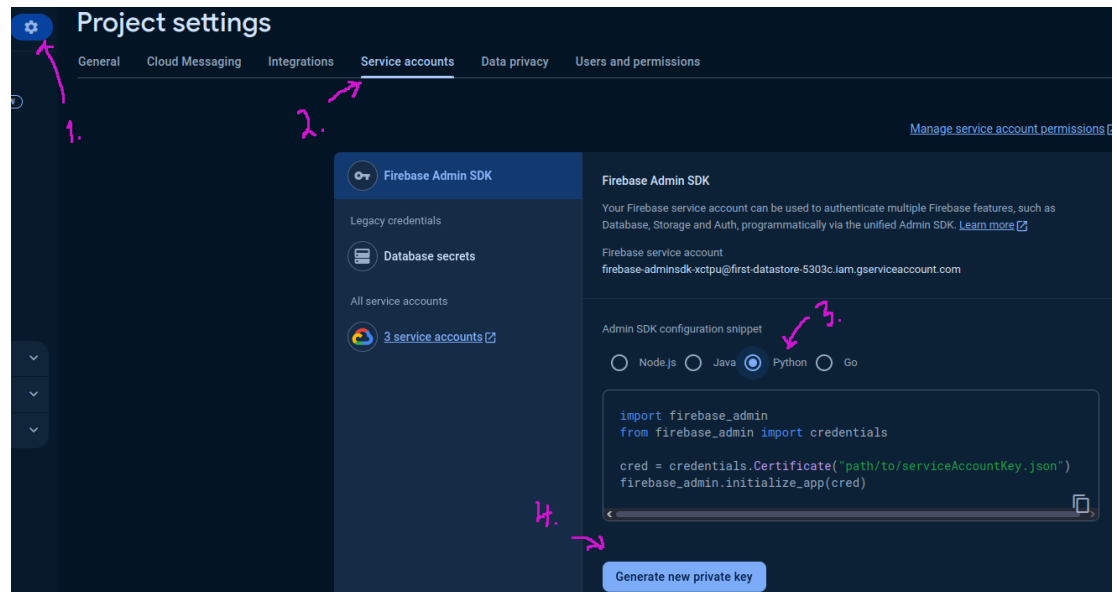 Project settings
General Cloud Messaging Integrations Service accounts Data privacy Users and permissions
1.
2.
Manage service account permissions
Firebase Admin SDK
Legacy credentials
Database secrets
All service accounts
3 service accounts
Firebase Admin SDK
Your Firebase service account can be used to authenticate multiple Firebase features, such as
Database, Storage and Auth, programmatically via the unified Admin SDK. Learn more
Firebase service account
firebase-adminsdk-xctpu@first-datastore-5303c.iam.gserviceaccount.com
3.
Admin SDK configuration snippet
Node.js Java Python Go
import firebase_admin
from firebase_admin import credentials
cred = credentials.Certificate("path/to/serviceAccountKey.json")
firebase_admin.initialize_app(cred)
4.
Generate new private key